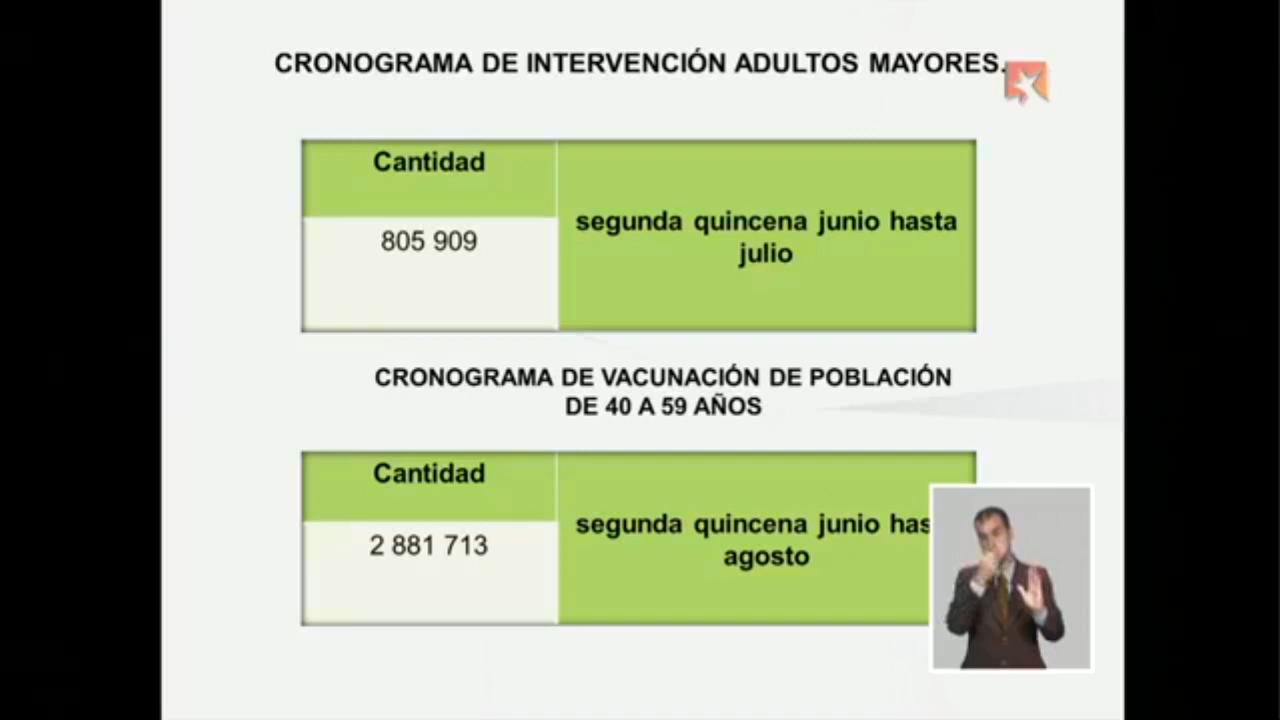 CRONOGRAMA DE INTERVENCIÓN ADULTOS MAYORES.
Cantidad
805 909
segunda quincena junio hasta
julio
CRONOGRAMA DE VACUNACIÓN DE POBLACIÓN
DE 40 A 59 AÑOS
Cantidad
2 881 713
segunda quincena junio has
agosto